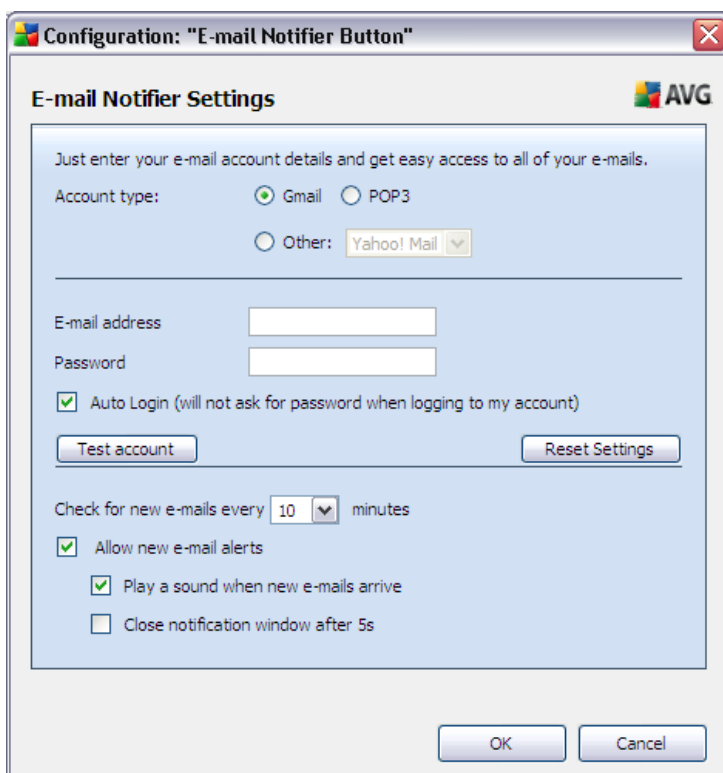 Configuration: "E-mail Notifier Button"
E-mail Notifier Settings
AVG
Just enter your e-mail account details and get easy access to all of your e-mails.
Account type: Gmail POP3
Other: Yahoo! Mail
E-mail address
Password
Auto Login (will not ask for password when logging to my account)
Test account Reset Settings
Check for new e-mails every 10 minutes
Allow new e-mail alerts
Play a sound when new e-mails arrive
Close notification window after 5s
OK Cancel